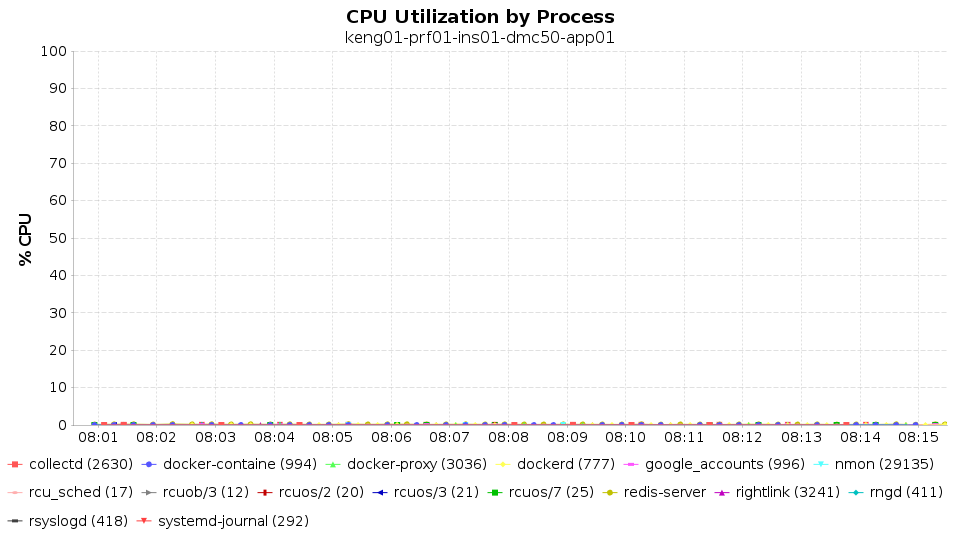 CPU Utilization by Process
keng01-prf01-ins01-dmc50-app01
% CPU
100
90
80
70
60
50
40
30
20
10
0
08:01 08:02 08:03 08:04 08:05 08:06 08:07 08:08 08:09 08:10 08:11 08:12 08:13 08:14 08:15
collectd (2630) docker-containe (994) docker-proxy (3036) dockerd (777) google_accounts (996) nmon (29135)
rcu_sched (17) rcuob/3 (12) rcuos/2 (20) rcuos/3 (21) rcuos/7 (25) redis-server rightlink (3241) rngd (411)
rsyslogd (418) systemd-journal (292)